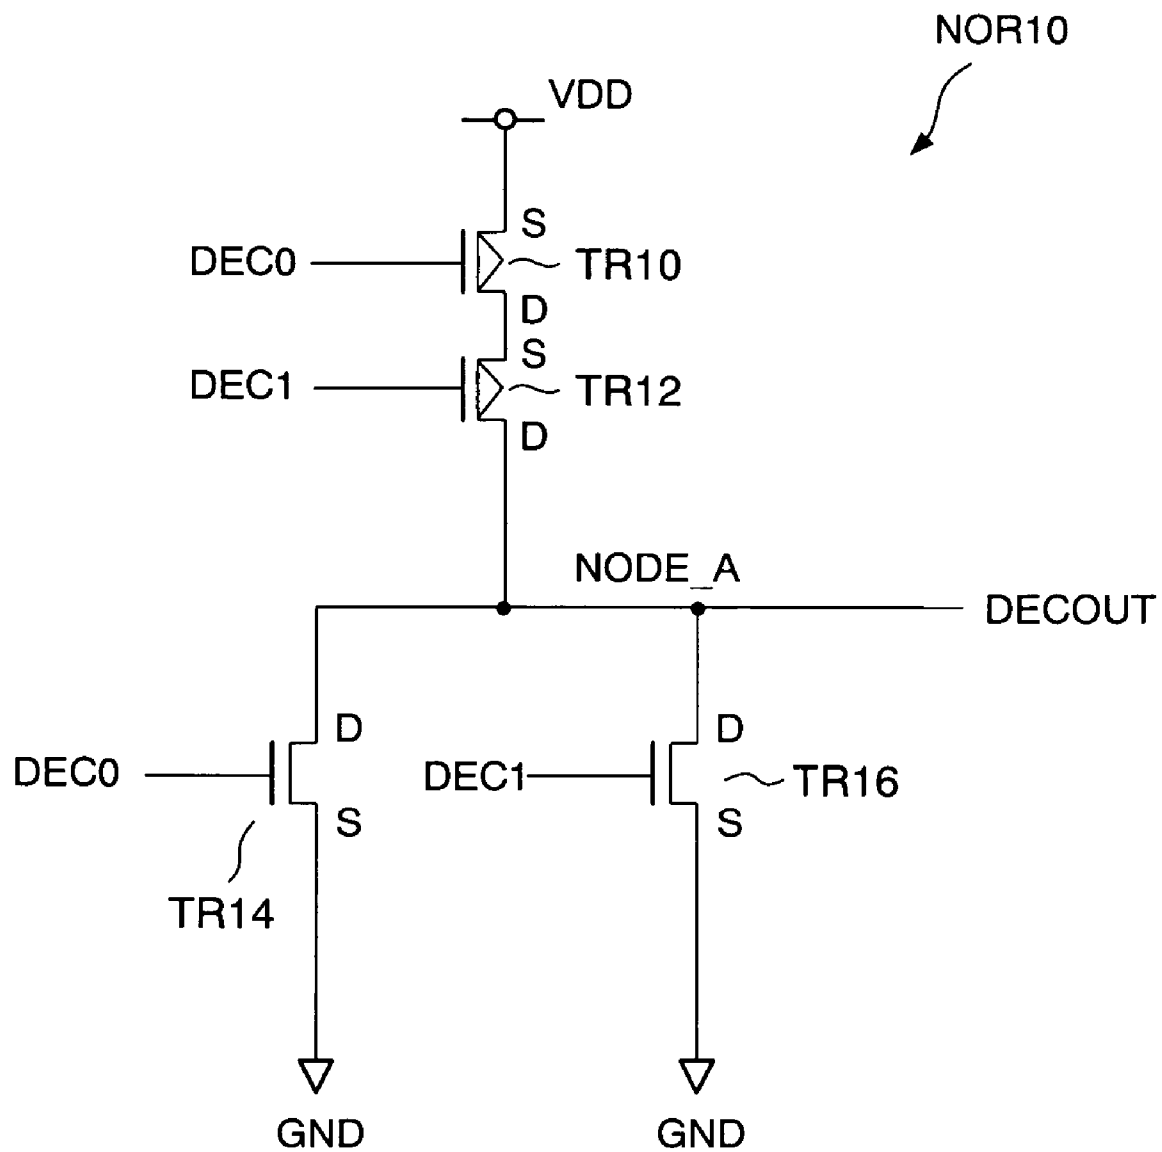 NOR10
VDD
S
DEC0
TR10
D
S
DEC1
TR12
D
NODE_A
DECOUT
D
D
DEC0
DEC1
TR16
S
S
TR14
GND
GND